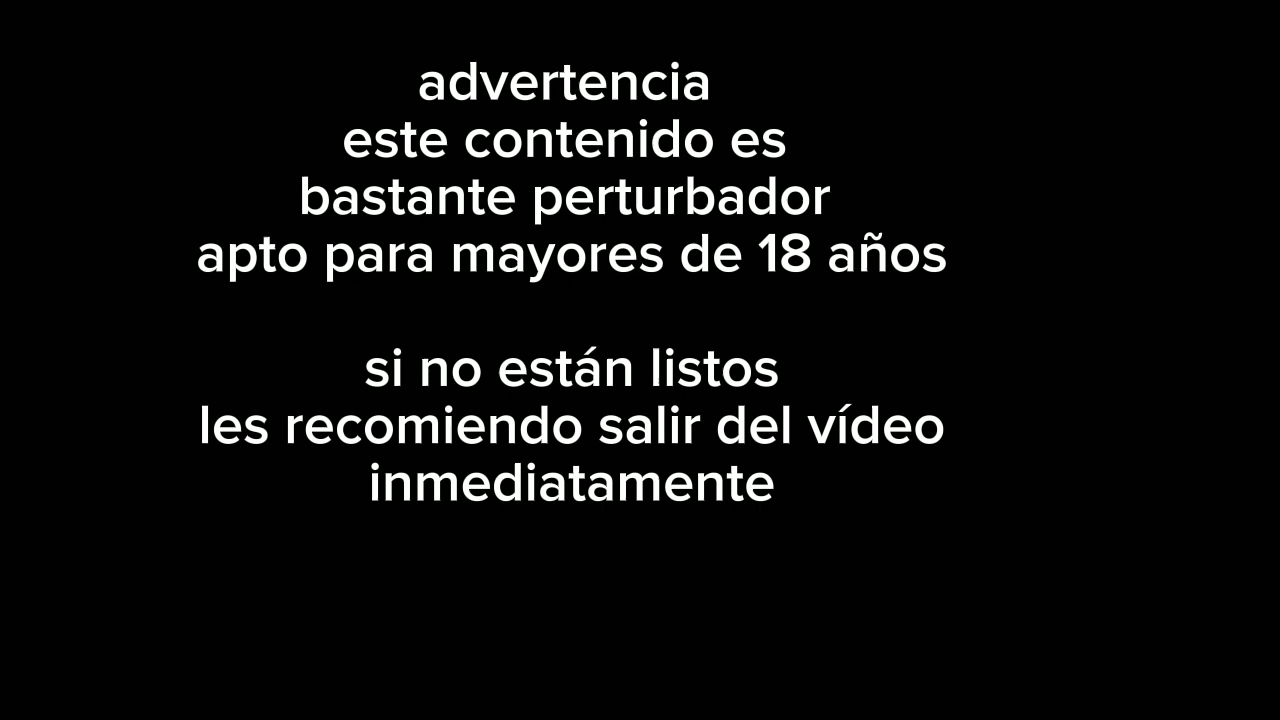 advertencia
este contenido es
bastante perturbador
apto para mayores de 18 años
si no están listos
les recomiendo salir del vídeo
inmediatamente